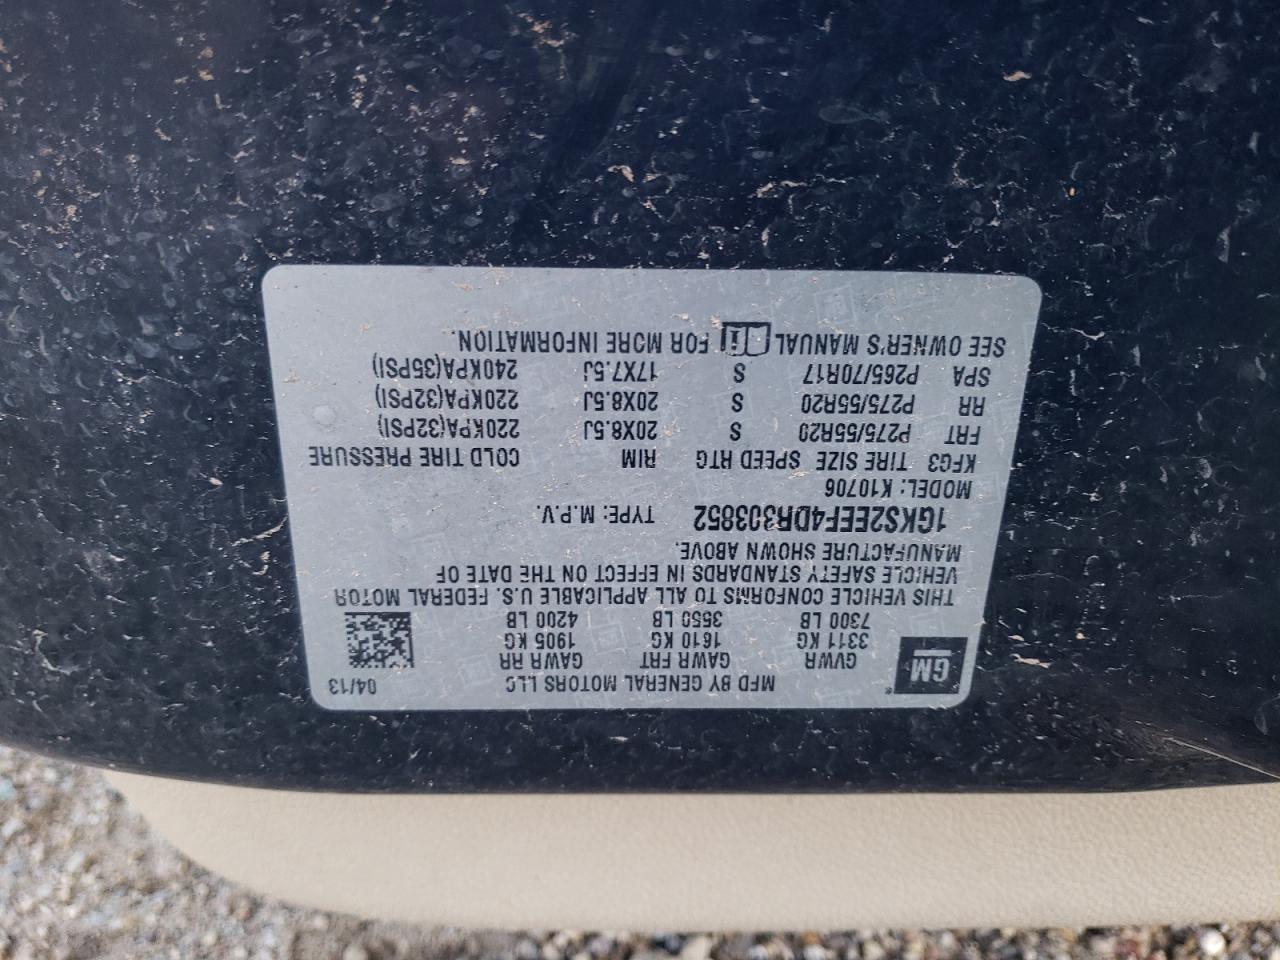 GM ® MFD BY GENERAL MOTORS LLC 04/13
GVWR GAWR FRT GAWR RR
3311 KG 1610 KG 1905 KG
7300 LB 3550 LB 4200 LB
THIS VEHICLE CONFORMS TO ALL APPLICABLE U.S. FEDERAL MOTOR
VEHICLE SAFETY STANDARDS IN EFFECT ON THE DATE OF
MANUFACTURE SHOWN ABOVE.
1GKS2EEF4DR303852 TYPE: M.P.V.
MODEL: K10706
KFG3 TIRE SIZE SPEED RTG RIM COLD TIRE PRESSURE
FRT P275/55R20 S 20X8.5J 220KPA(32PSI)
RR P275/55R20 S 20X8.5J 220KPA(32PSI)
SPA P265/70R17 S 17X7.5J 240KPA(35PSI)
SEE OWNER'S MANUAL i FOR MORE INFORMATION.